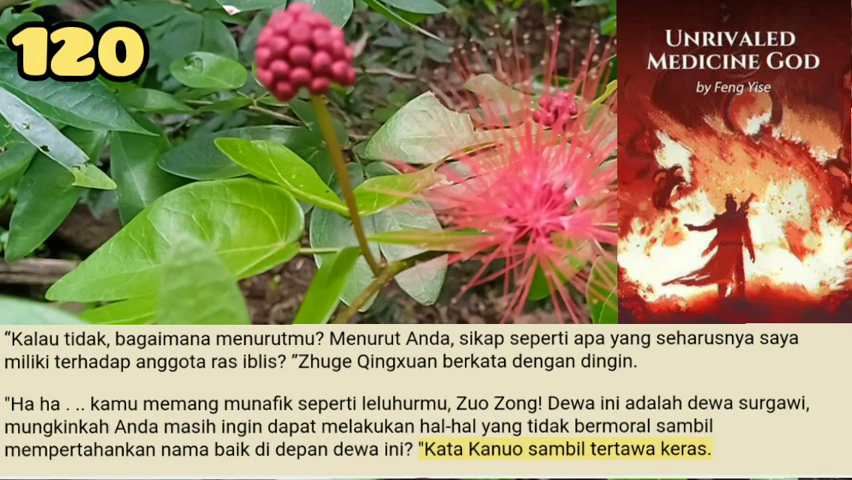 120
UNRIVALED
MEDICINE GOD
by Feng Yise
“Kalau tidak, bagaimana menurutmu? Menurut Anda, sikap seperti apa yang seharusnya saya
miliki terhadap anggota ras iblis? ”Zhuge Qingxuan berkata dengan dingin.
"Ha ha . .. kamu memang munafik seperti leluhurmu, Zuo Zong! Dewa ini adalah dewa surgawi,
mungkinkah Anda masih ingin dapat melakukan hal-hal yang tidak bermoral sambil
mempertahankan nama baik di depan dewa ini? "Kata Kanuo sambil tertawa keras.